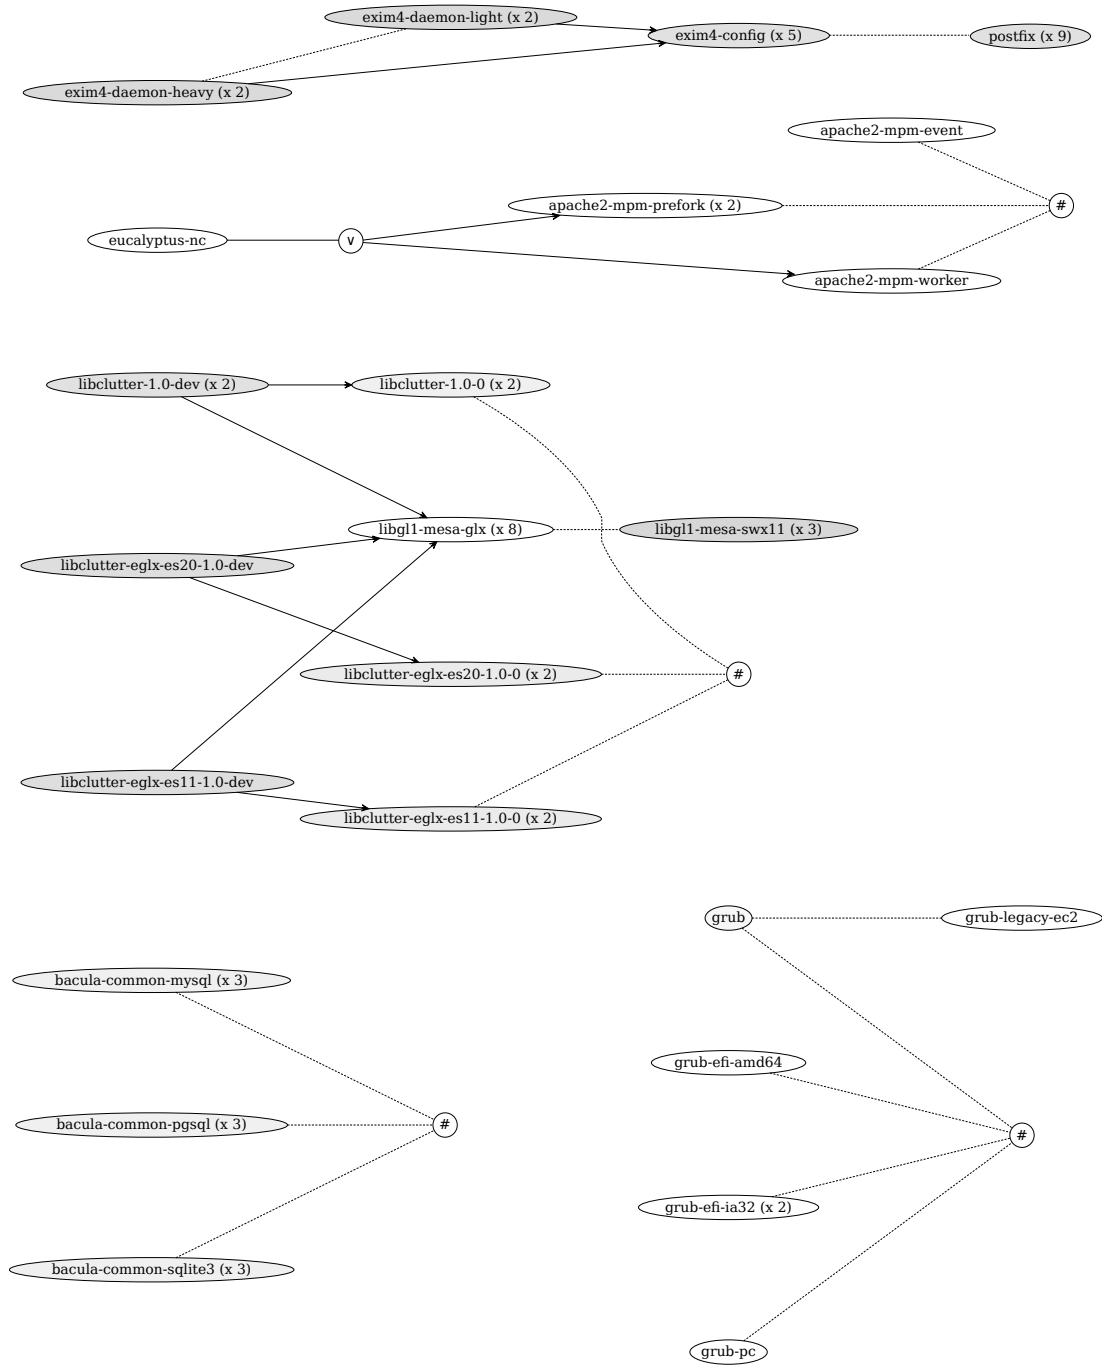 exim4-daemon-light (x 2)
exim4-config (x 5)
postfix (x 9)
exim4-daemon-heavy (x 2)
apache2-mpm-event
apache2-mpm-prefork (x 2)
#
eucalyptus-nc
∨
apache2-mpm-worker
libclutter-1.0-dev (x 2)
libclutter-1.0-0 (x 2)
libgl1-mesa-glx (x 8)
libgl1-mesa-swx11 (x 3)
libclutter-eglx-es20-1.0-dev
libclutter-eglx-es20-1.0-0 (x 2)
#
libclutter-eglx-es11-1.0-dev
libclutter-eglx-es11-1.0-0 (x 2)
grub
grub-legacy-ec2
bacula-common-mysql (x 3)
grub-efi-amd64
bacula-common-pgsql (x 3)
#
#
grub-efi-ia32 (x 2)
bacula-common-sqlite3 (x 3)
grub-pc